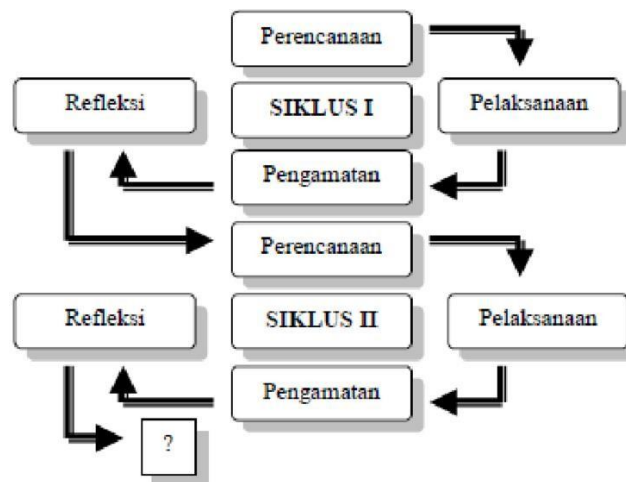 Perencanaan
Refleksi
SIKLUS I
Pelaksanaan
Pengamatan
Perencanaan
Refleksi
SIKLUS II
Pelaksanaan
Pengamatan
?